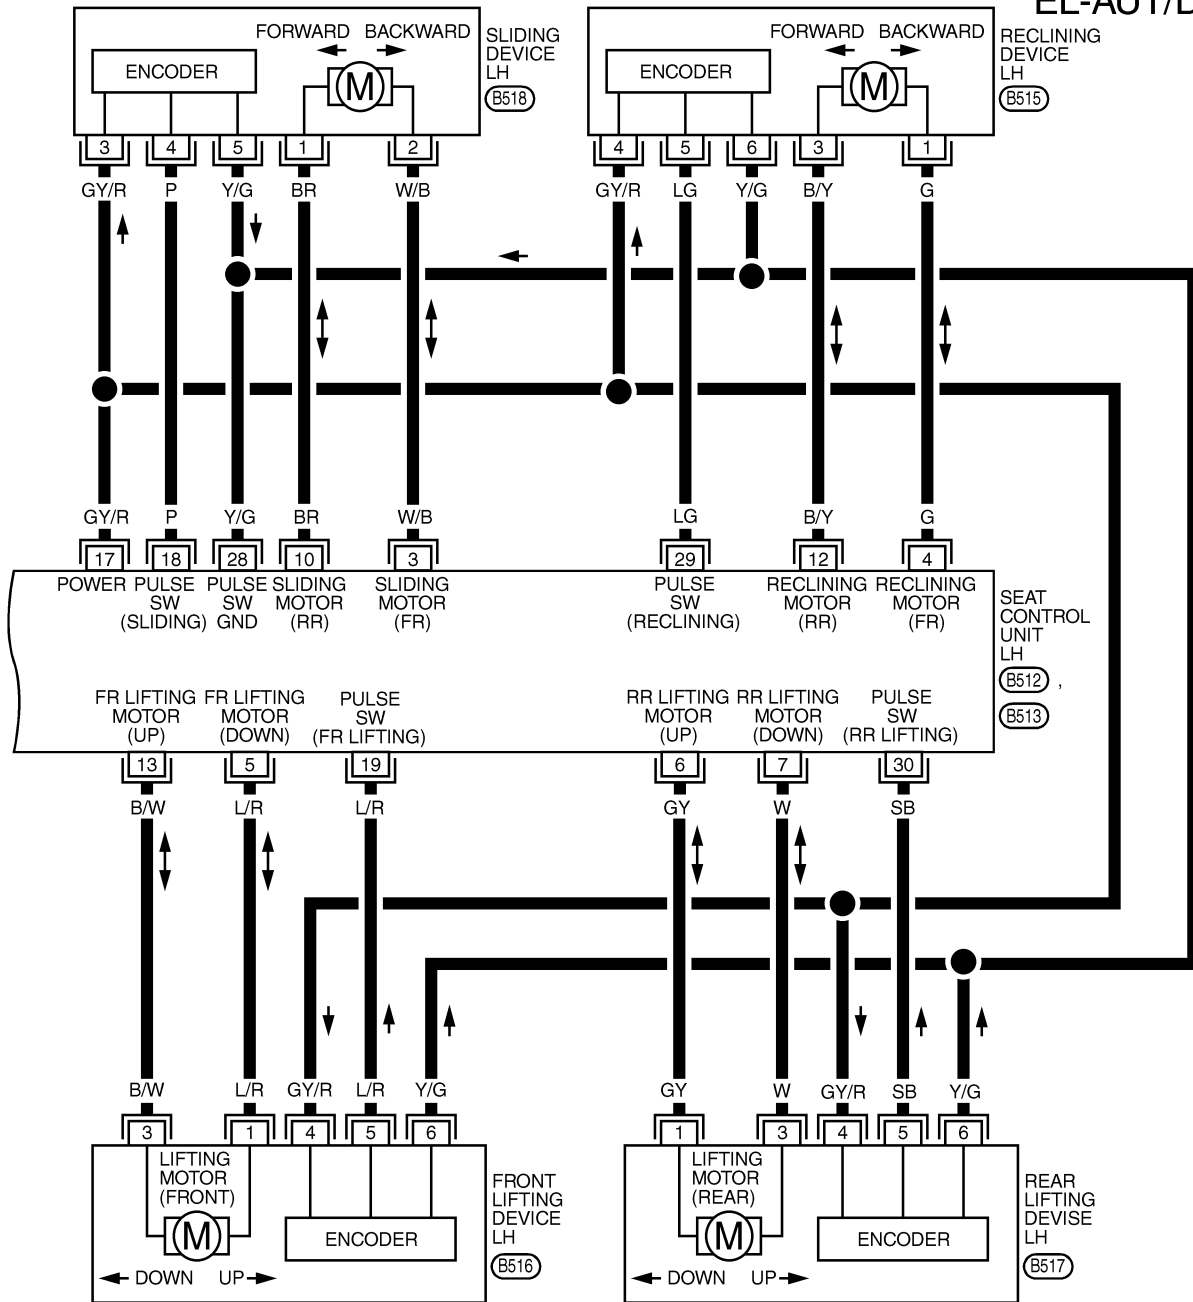 EL-AUT/D
FORWARD BACKWARD
ENCODER
M
SLIDING
DEVICE
LH
B518
3 4 5 1 2
GY/R P Y/G BR W/B
FORWARD BACKWARD
ENCODER
M
RECLINING
DEVICE
LH
B515
4 5 6 3 1
GY/R LG Y/G B/Y G
GY/R P Y/G BR W/B LG B/Y G
17 18 28 10 3 29 12 4
POWER
PULSE
SW
(SLIDING)
PULSE
SW
GND
SLIDING
MOTOR
(RR)
SLIDING
MOTOR
(FR)
PULSE
SW
(RECLINING)
RECLINING
MOTOR
(RR)
RECLINING
MOTOR
(FR)
SEAT
CONTROL
UNIT
LH
B512 ,
B513
FR LIFTING
MOTOR
(UP)
FR LIFTING
MOTOR
(DOWN)
PULSE
SW
(FR LIFTING)
RR LIFTING
MOTOR
(UP)
RR LIFTING
MOTOR
(DOWN)
PULSE
SW
(RR LIFTING)
13 5 19 6 7 30
B/W L/R L/R GY W SB
B/W L/R GY/R L/R Y/G
3 1 4 5 6
LIFTING
MOTOR
(FRONT)
M
ENCODER
DOWN UP
FRONT
LIFTING
DEVICE
LH
B516
GY W GY/R SB Y/G
1 3 4 5 6
LIFTING
MOTOR
(REAR)
M
ENCODER
DOWN UP
REAR
LIFTING
DEVISE
LH
B517